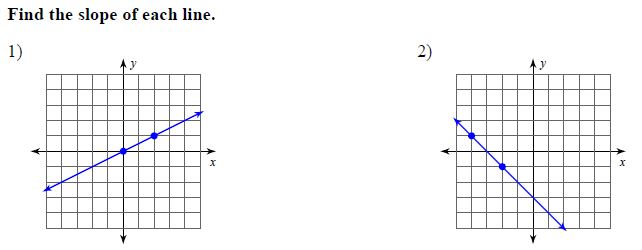 Find the slope of each line.
1)
2)
y
y
x
x